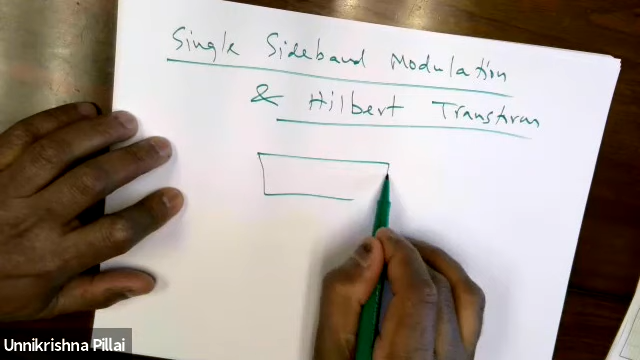 Single Sideband Modulation
& Hilbert Transform
Unnikrishna Pillai